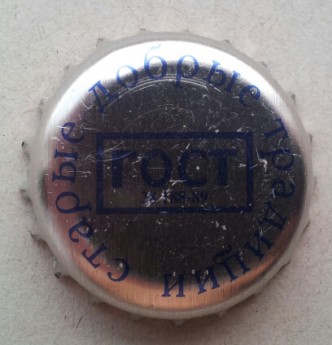 старые добрые традиции
ГОСТ